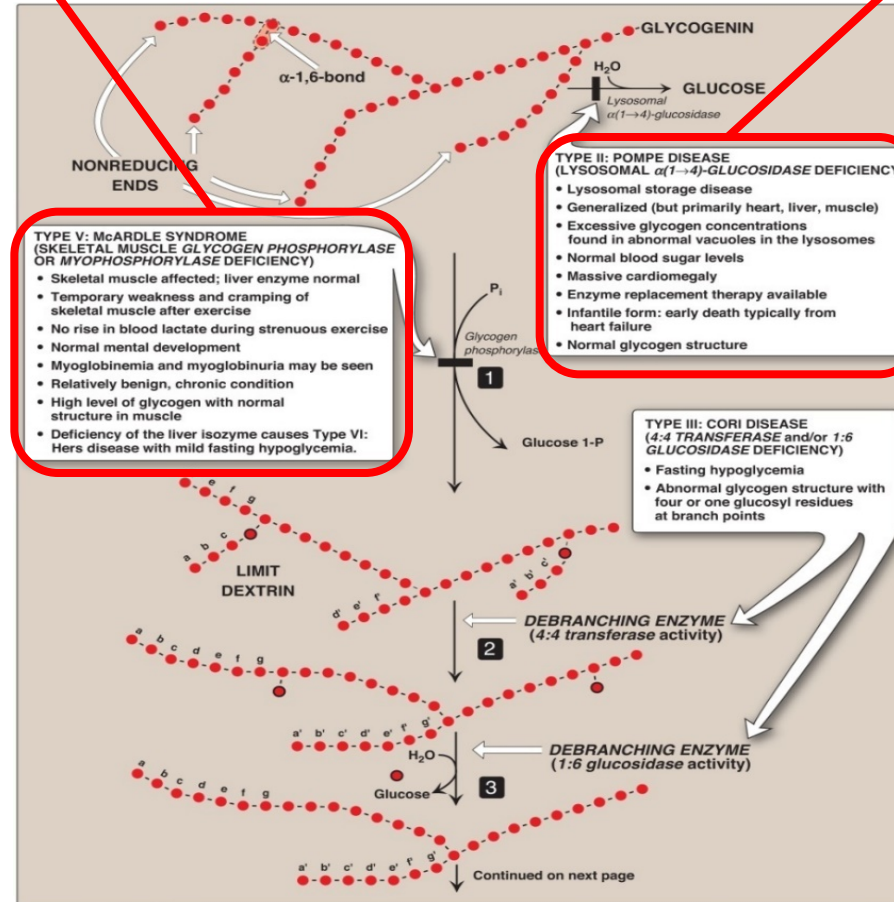 GLYCOGENIN
α-1,6-bond
H₂O
GLUCOSE
Lysosomal
α(1→4)-glucosidase
NONREDUCING
ENDS
TYPE II: POMPE DISEASE
(LYSOSOMAL α(1→4)-GLUCOSIDASE DEFICIENCY
• Lysosomal storage disease
• Generalized (but primarily heart, liver, muscle)
• Excessive glycogen concentrations
found in abnormal vacuoles in the lysosomes
• Normal blood sugar levels
• Massive cardiomegaly
• Enzyme replacement therapy available
• Infantile form: early death typically from
heart failure
• Normal glycogen structure
TYPE V: McARDLE SYNDROME
(SKELETAL MUSCLE GLYCOGEN PHOSPHORYLASE
OR MYOPHOSPHORYLASE DEFICIENCY)
• Skeletal muscle affected; liver enzyme normal
• Temporary weakness and cramping of
skeletal muscle after exercise
• No rise in blood lactate during strenuous exercise
• Normal mental development
• Myoglobinemia and myoglobinuria may be seen
• Relatively benign, chronic condition
• High level of glycogen with normal
structure in muscle
• Deficiency of the liver isozyme causes Type VI:
Hers disease with mild fasting hypoglycemia.
Pᵢ
Glycogen
phosphorylas
1
Glucose 1-P
TYPE III: CORI DISEASE
(4:4 TRANSFERASE and/or 1:6
GLUCOSIDASE DEFICIENCY)
• Fasting hypoglycemia
• Abnormal glycogen structure with
four or one glucosyl residues
at branch points
e f g
a b c
LIMIT
DEXTRIN
a' b' c'
d' e' f'
DEBRANCHING ENZYME
(4:4 transferase activity)
2
a b c d e f g
a' b' c' d' e' f' g'
H₂O
DEBRANCHING ENZYME
(1:6 glucosidase activity)
3
Glucose
a b c d e f g
a' b' c' d' e' f' g'
Continued on next page